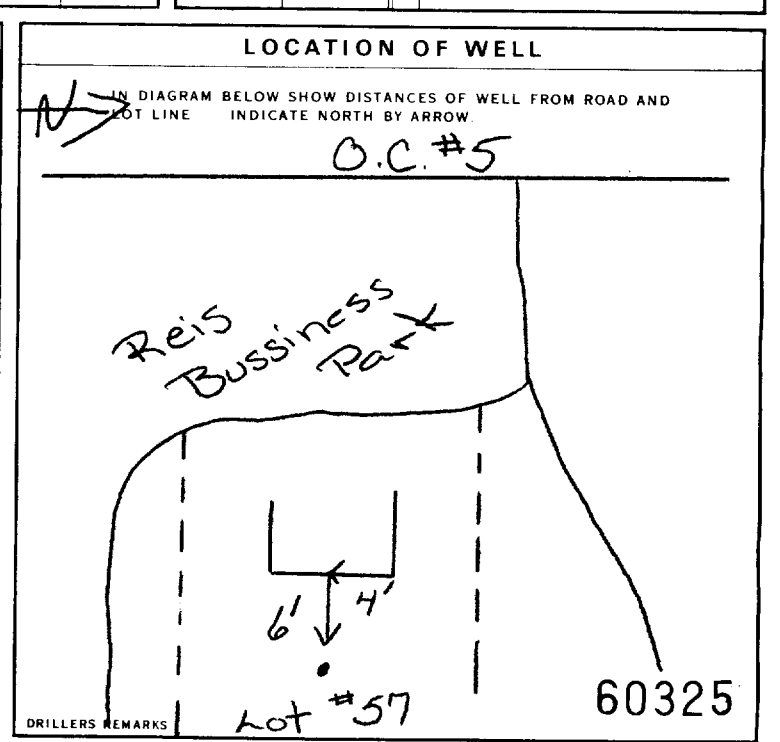 LOCATION OF WELL
IN DIAGRAM BELOW SHOW DISTANCES OF WELL FROM ROAD AND
LOT LINE INDICATE NORTH BY ARROW.
N
O.C. #5
Reis
Bussiness
Park
6' 4'
Lot #57
60325
DRILLERS REMARKS